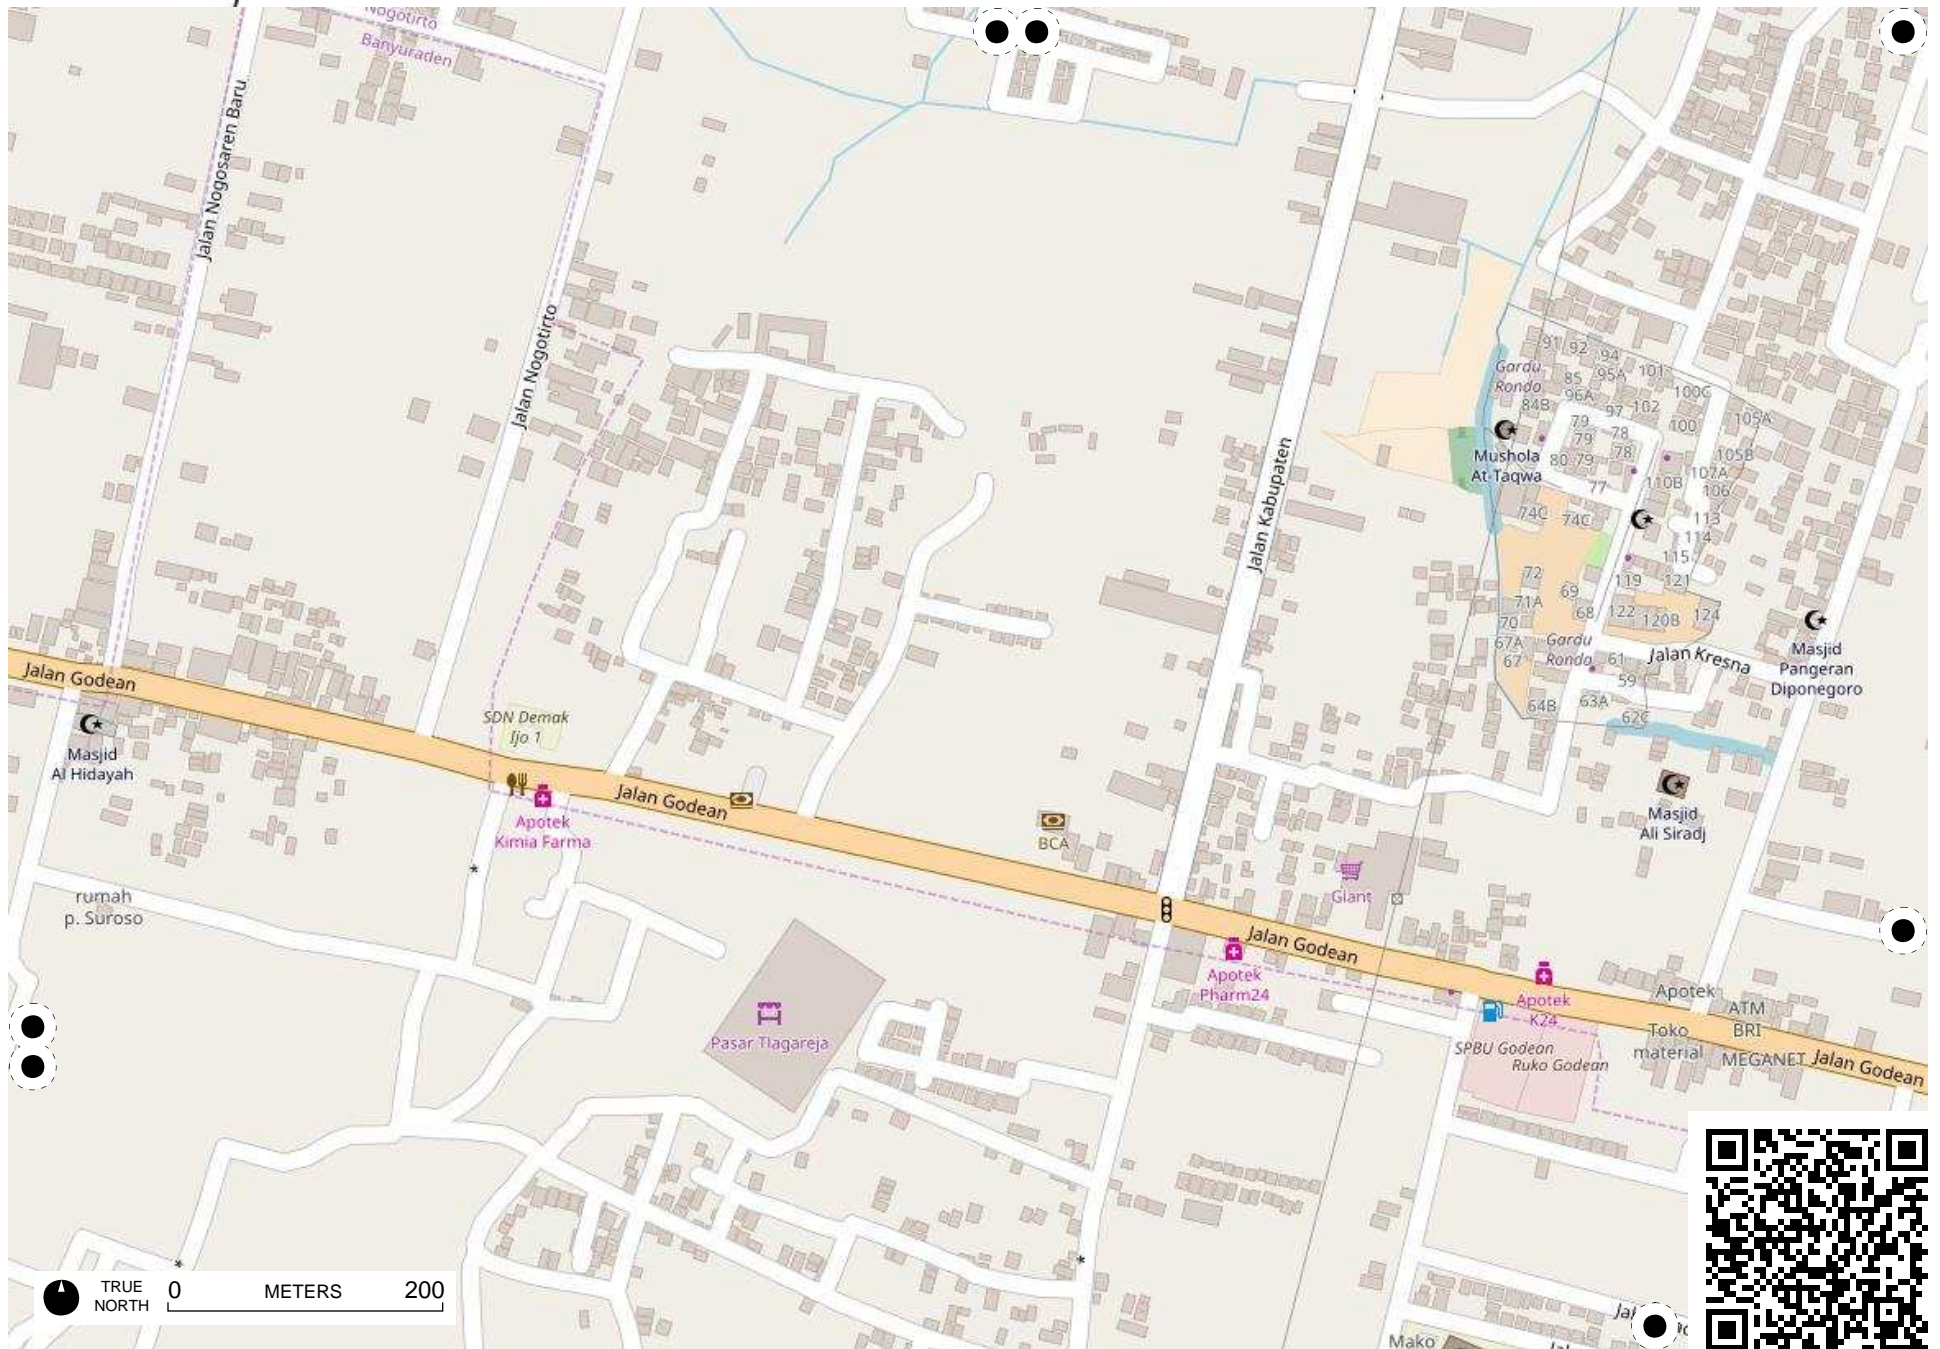 Nogotirto
Banyuraden
Jalan Nogosaren Baru
Jalan Nogotirto
Jalan Kabupaten
91
92
94
Gardu
Ronda
85
95A
101
96A
100C
84B
97
102
79
100
105A
79
78
Mushola
At-Taqwa
80
79
78
105B
107A
110B
106
77
74C
74C
113
114
115
72
119
121
69
71A
68
122
120B
124
70
67A
67
Gardu
Ronda
61
Jalan Kresna
59
Masjid
Pangeran
Diponegoro
64B
63A
62C
Jalan Godean
SDN Demak
Ijo 1
Masjid
Al Hidayah
Jalan Godean
Apotek
Kimia Farma
BCA
Masjid
Ali Siradj
rumah
p. Suroso
Giant
Jalan Godean
Apotek
Pharm24
Apotek
K24
Apotek
ATM
BRI
Toko
material
MEGANET
Jalan Godean
Pasar Tlagareja
SPBU Godean
Ruko Godean
TRUE
NORTH
0
METERS
200
Mako